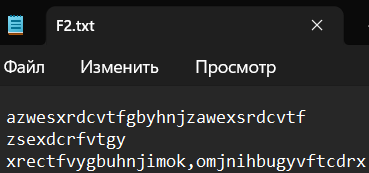 F2.txt
Файл Изменить Просмотр
azwesxrdcvtfgbyhnjzawexsrdcvtf
zsexdcrfvtgy
xrectfvygbuhnjimok,omjnihbugyvftcdrx